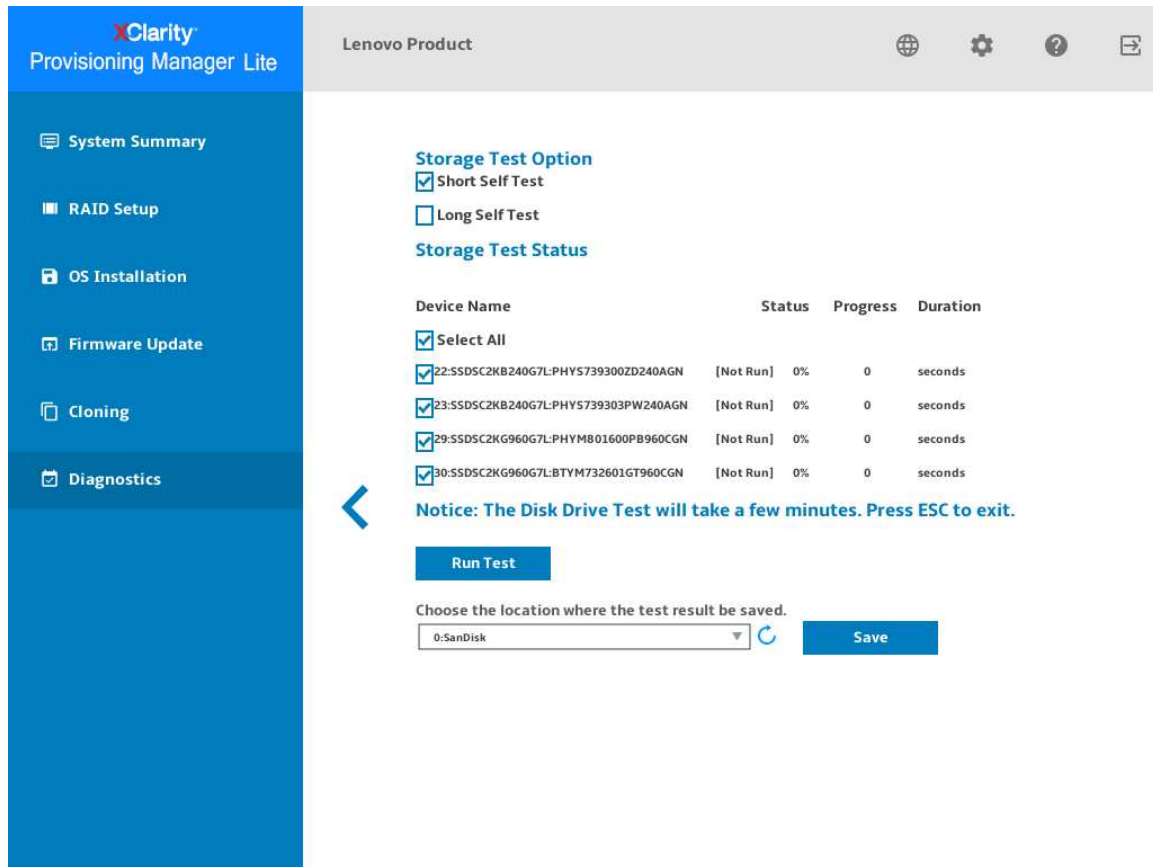 XClarity
Provisioning Manager Lite
Lenovo Product
System Summary
RAID Setup
OS Installation
Firmware Update
Cloning
Diagnostics
Storage Test Option
Short Self Test
Long Self Test
Storage Test Status
Device Name Status Progress Duration
Select All
22:SSDSC2KB240G7L:PHYS739300ZD240AGN [Not Run] 0% 0 seconds
23:SSDSC2KB240G7L:PHYS739303PW240AGN [Not Run] 0% 0 seconds
29:SSDSC2KG960G7L:PHYM801600PB960CGN [Not Run] 0% 0 seconds
30:SSDSC2KG960G7L:BTYM732601GT960CGN [Not Run] 0% 0 seconds
Notice: The Disk Drive Test will take a few minutes. Press ESC to exit.
Run Test
Choose the location where the test result be saved.
0:SanDisk
Save